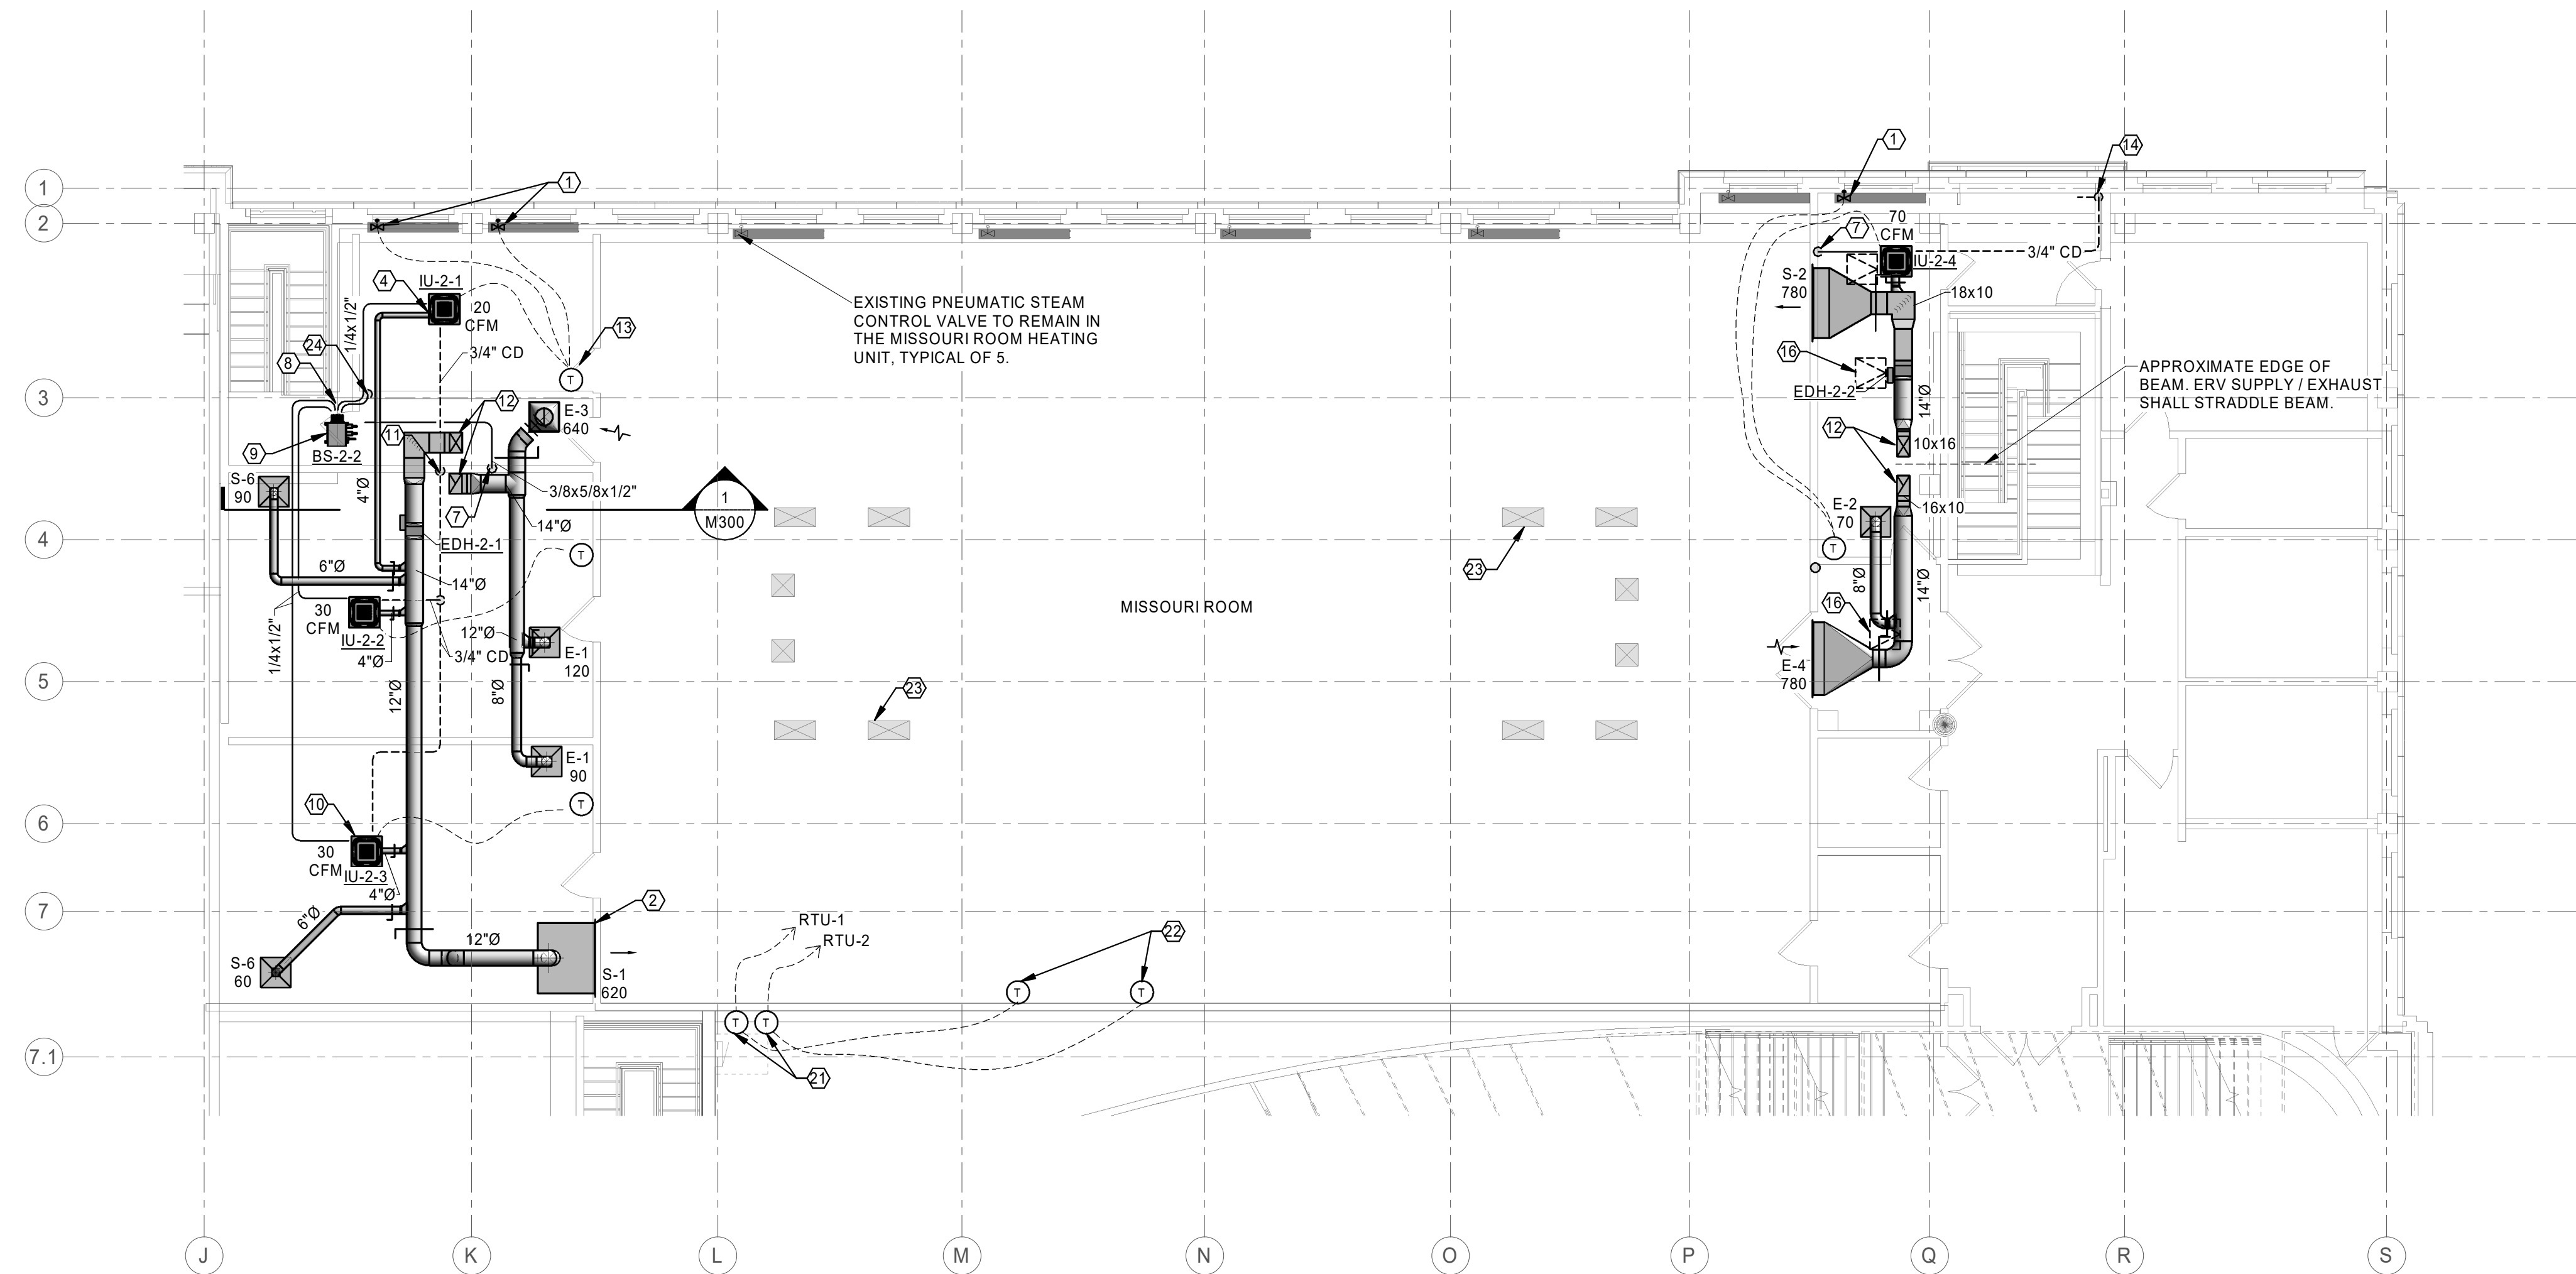 1
14
1
1
2
70
CFM
7
3/4" CD
IU-2-4
S-2
780
18x10
4
IU-2-1
20
CFM
1/4x1/2"
EXISTING PNEUMATIC STEAM
CONTROL VALVE TO REMAIN IN
THE MISSOURI ROOM HEATING
UNIT, TYPICAL OF 5.
13
24
8
3/4" CD
16
EDH-2-2
APPROXIMATE EDGE OF
BEAM. ERV SUPPLY / EXHAUST
SHALL STRADDLE BEAM.
T
3
12
E-3
640
14"Ø
11
9
BS-2-2
12
10x16
S-6
90
4"Ø
3/8x5/8x1/2"
7
1
M300
14"Ø
16x10
E-2
70
4
EDH-2-1
T
T
23
6"Ø
14"Ø
8"Ø
14"Ø
30
CFM
IU-2-2
4"Ø
1/4x1/2"
12"Ø
3/4" CD
MISSOURI ROOM
16
E-1
120
E-4
780
5
12"Ø
8"Ø
23
E-1
90
10
T
6
30
CFM
IU-2-3
4"Ø
7
6"Ø
2
12"Ø
RTU-1
RTU-2
22
S-6
60
S-1
620
T
T
T
T
7.1
21
J
K
L
M
N
O
P
Q
R
S